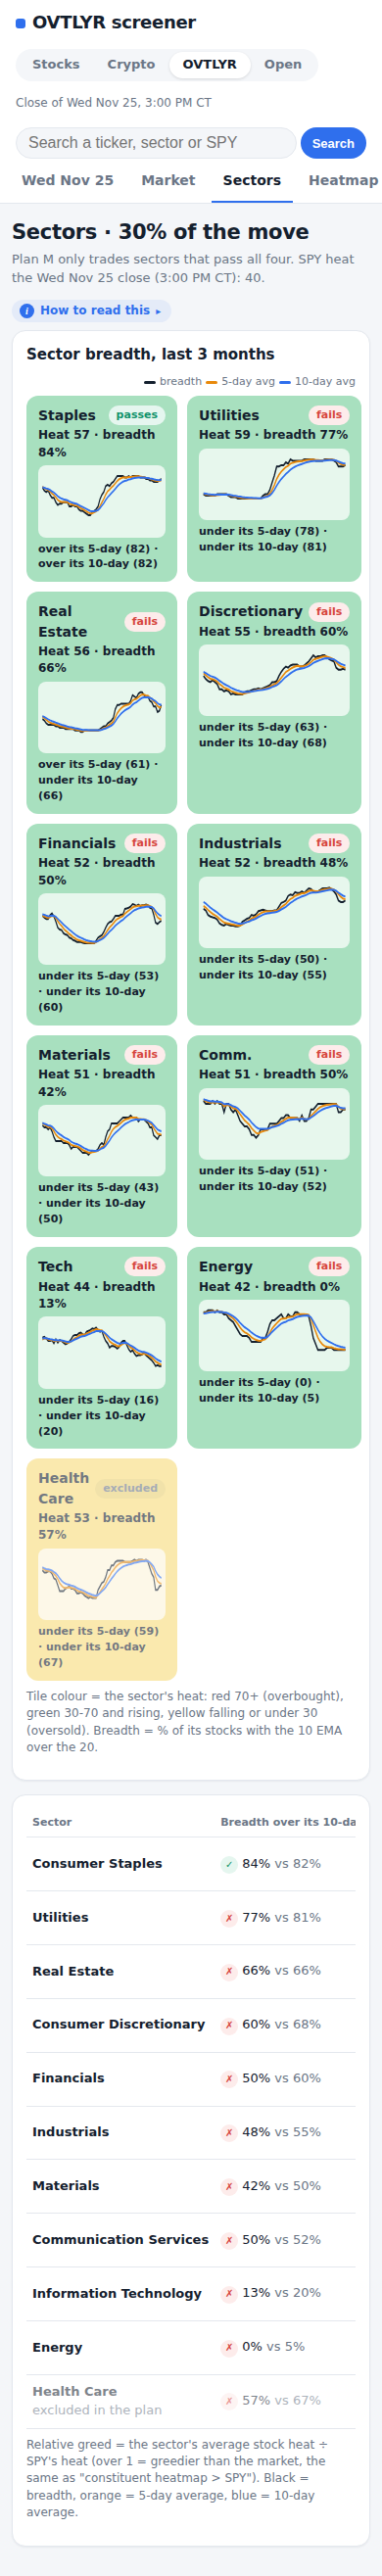 OVTLYR screener
Stocks Crypto OVTLYR Open
Close of Wed Nov 25, 3:00 PM CT
Search a ticker, sector or SPY Search
Wed Nov 25 Market Sectors Heatmap
Sectors · 30% of the move
Plan M only trades sectors that pass all four. SPY heat
the Wed Nov 25 close (3:00 PM CT): 40.
i How to read this ▸
Sector breadth, last 3 months
breadth 5-day avg 10-day avg
Staples passes
Heat 57 · breadth
84%
over its 5-day (82) ·
over its 10-day (82)
Utilities fails
Heat 59 · breadth 77%
under its 5-day (78) ·
under its 10-day (81)
Real
Estate fails
Heat 56 · breadth
66%
over its 5-day (61) ·
under its 10-day
(66)
Discretionary fails
Heat 55 · breadth 60%
under its 5-day (63) ·
under its 10-day (68)
Financials fails
Heat 52 · breadth
50%
under its 5-day (53)
· under its 10-day
(60)
Industrials fails
Heat 52 · breadth 48%
under its 5-day (50) ·
under its 10-day (55)
Materials fails
Heat 51 · breadth
42%
under its 5-day (43)
· under its 10-day
(50)
Comm. fails
Heat 51 · breadth 50%
under its 5-day (51) ·
under its 10-day (52)
Tech fails
Heat 44 · breadth
13%
under its 5-day (16)
· under its 10-day
(20)
Energy fails
Heat 42 · breadth 0%
under its 5-day (0) ·
under its 10-day (5)
Health
Care excluded
Heat 53 · breadth
57%
under its 5-day (59)
· under its 10-day
(67)
Tile colour = the sector's heat: red 70+ (overbought),
green 30-70 and rising, yellow falling or under 30
(oversold). Breadth = % of its stocks with the 10 EMA
over the 20.
Sector Breadth over its 10-da
Consumer Staples ✓ 84% vs 82%
Utilities ✗ 77% vs 81%
Real Estate ✗ 66% vs 66%
Consumer Discretionary ✗ 60% vs 68%
Financials ✗ 50% vs 60%
Industrials ✗ 48% vs 55%
Materials ✗ 42% vs 50%
Communication Services ✗ 50% vs 52%
Information Technology ✗ 13% vs 20%
Energy ✗ 0% vs 5%
Health Care
excluded in the plan ✗ 57% vs 67%
Relative greed = the sector's average stock heat ÷
SPY's heat (over 1 = greedier than the market, the
same as "constituent heatmap > SPY"). Black =
breadth, orange = 5-day average, blue = 10-day
average.